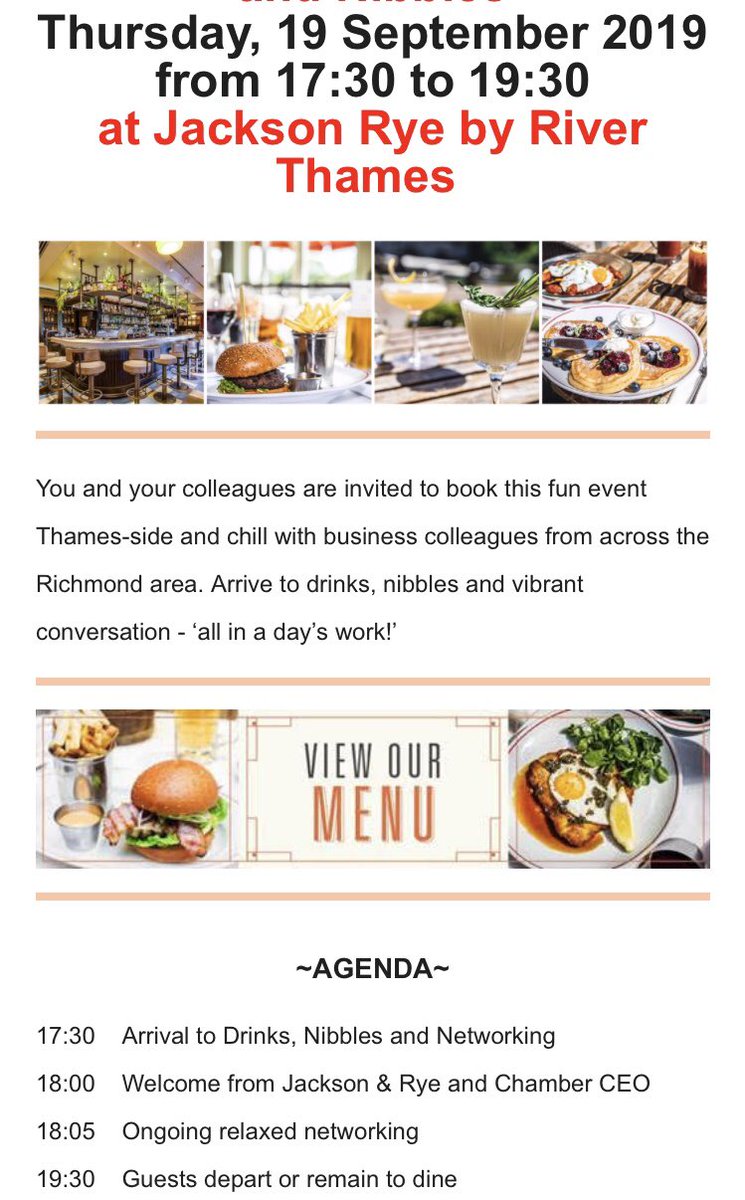 and Nibbles
Thursday, 19 September 2019
from 17:30 to 19:30
at Jackson Rye by River
Thames
You and your colleagues are invited to book this fun event
Thames-side and chill with business colleagues from across the
Richmond area. Arrive to drinks, nibbles and vibrant
conversation - ‘all in a day’s work!’
VIEW OUR
MENU
~AGENDA~
17:30 Arrival to Drinks, Nibbles and Networking
18:00 Welcome from Jackson & Rye and Chamber CEO
18:05 Ongoing relaxed networking
19:30 Guests depart or remain to dine